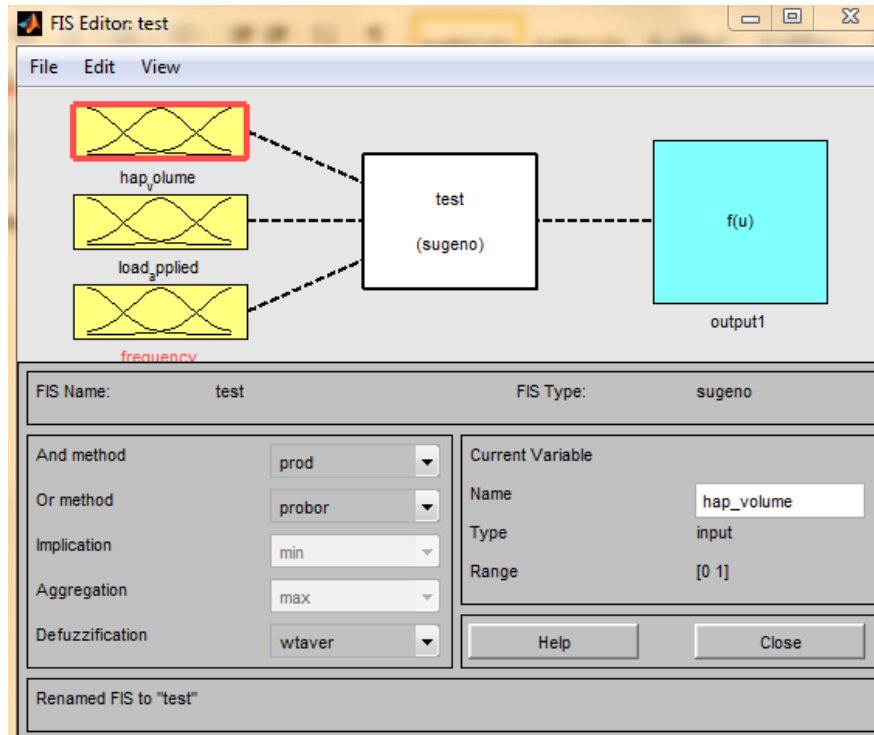 FIS Editor: test
File Edit View
hap_volume
test
(sugeno)
f(u)
load_applied
output1
frequency
FIS Name: test FIS Type: sugeno
And method prod
Or method probor
Implication min
Aggregation max
Defuzzification wtaver
Current Variable
Name hap_volume
Type input
Range [0 1]
Help Close
Renamed FIS to "test"